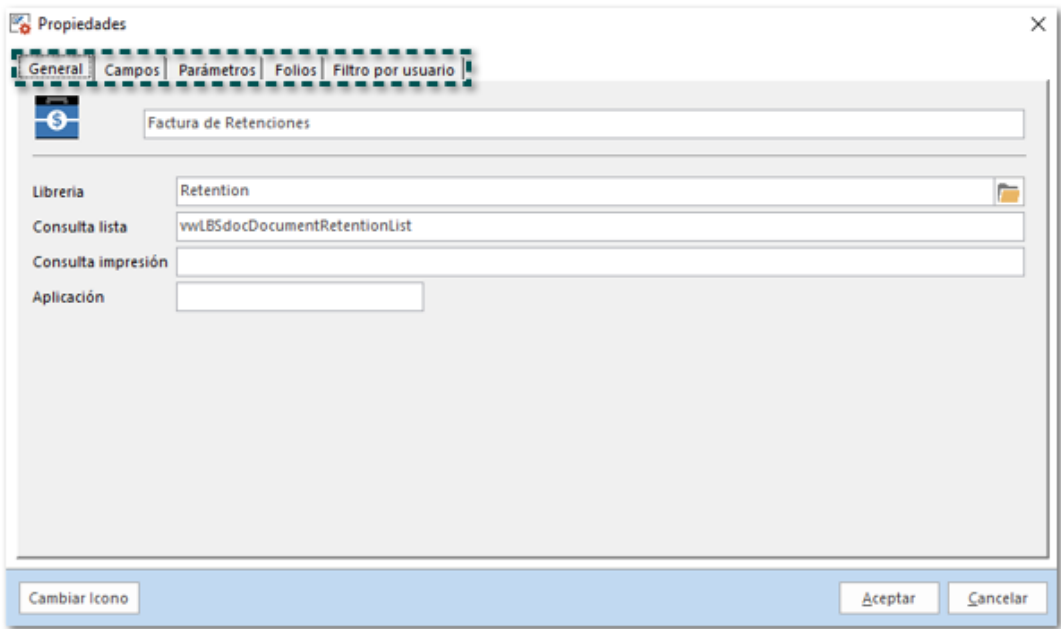 Propiedades
General Campos Parámetros Folios Filtro por usuario
$
Factura de Retenciones
Libreria Retention
Consulta lista vwLBSdocDocumentRetentionList
Consulta impresión
Aplicación
Cambiar Icono Aceptar Cancelar